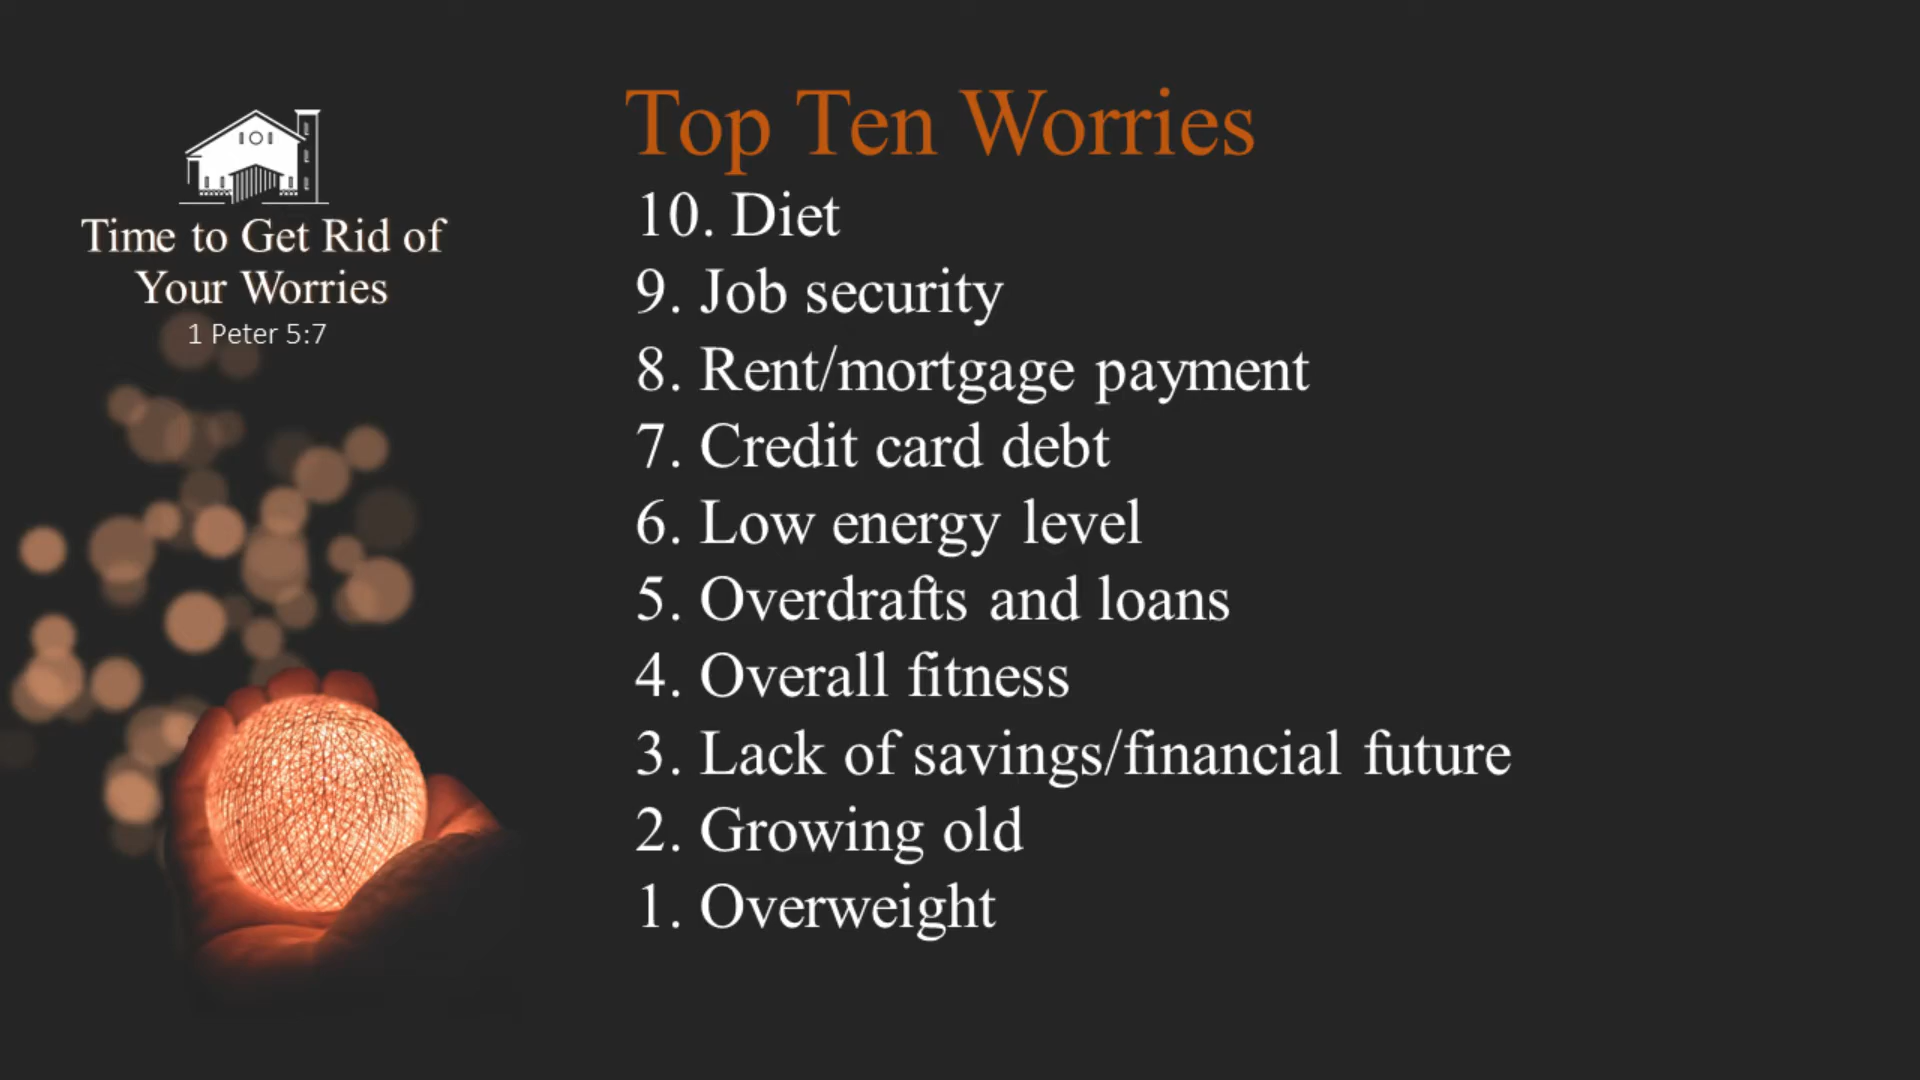 Time to Get Rid of
Your Worries
1 Peter 5:7
Top Ten Worries
10. Diet
9. Job security
8. Rent/mortgage payment
7. Credit card debt
6. Low energy level
5. Overdrafts and loans
4. Overall fitness
3. Lack of savings/financial future
2. Growing old
1. Overweight